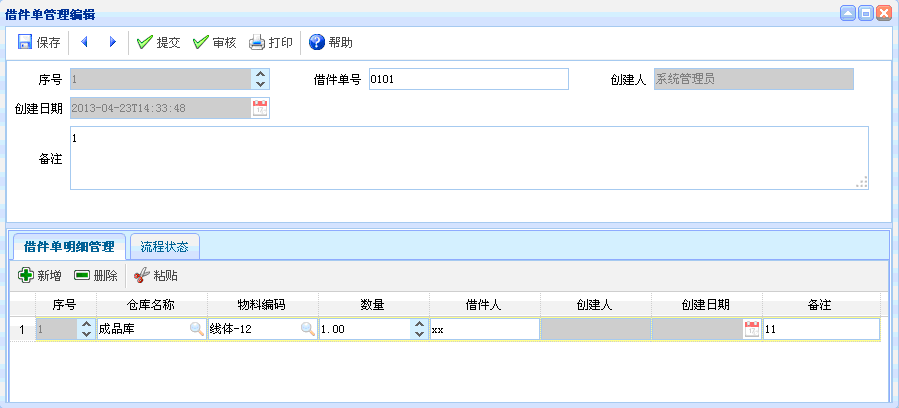 借件单管理编辑
保存 提交 审核 打印 帮助
序号 1 借件单号 0101 创建人 系统管理员
创建日期 2013-04-23T14:33:48
备注 1
借件单明细管理 流程状态
新增 删除 粘贴
序号 仓库名称 物料编码 数量 借件人 创建人 创建日期 备注
1 1 成品库 线体-12 1.00 xx 11